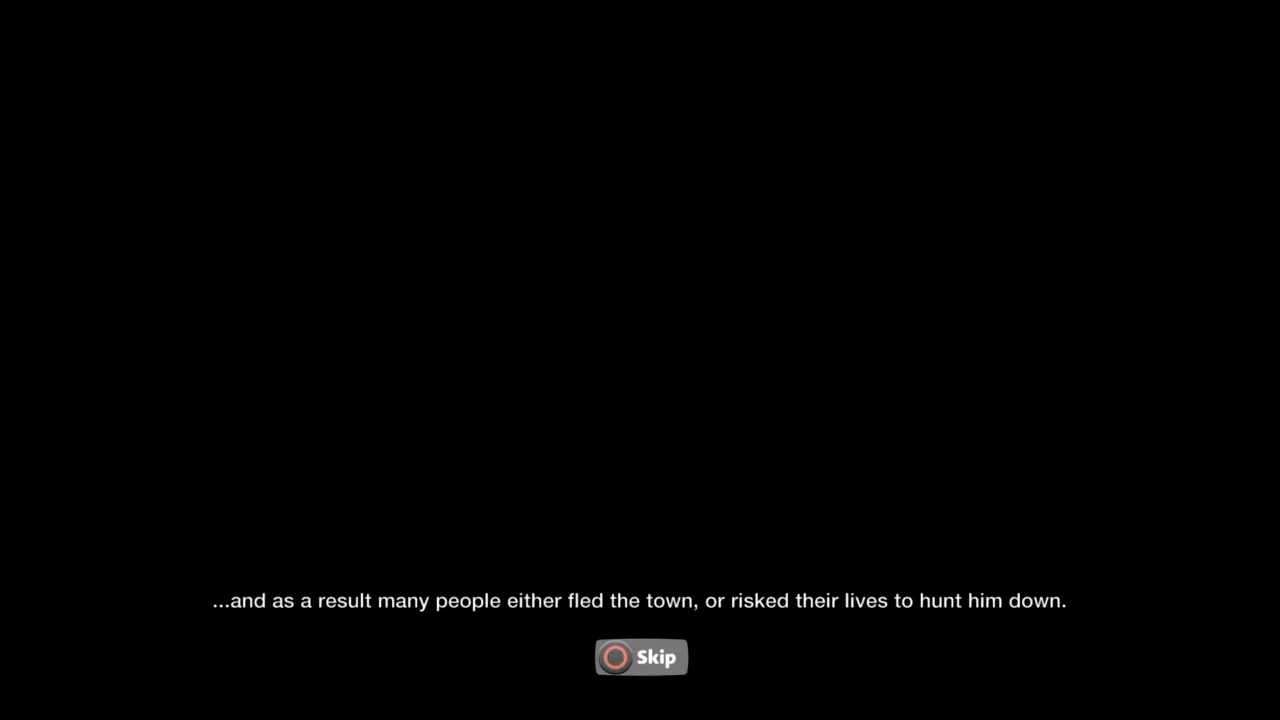 ...and as a result many people either fled the town, or risked their lives to hunt him down.
Skip